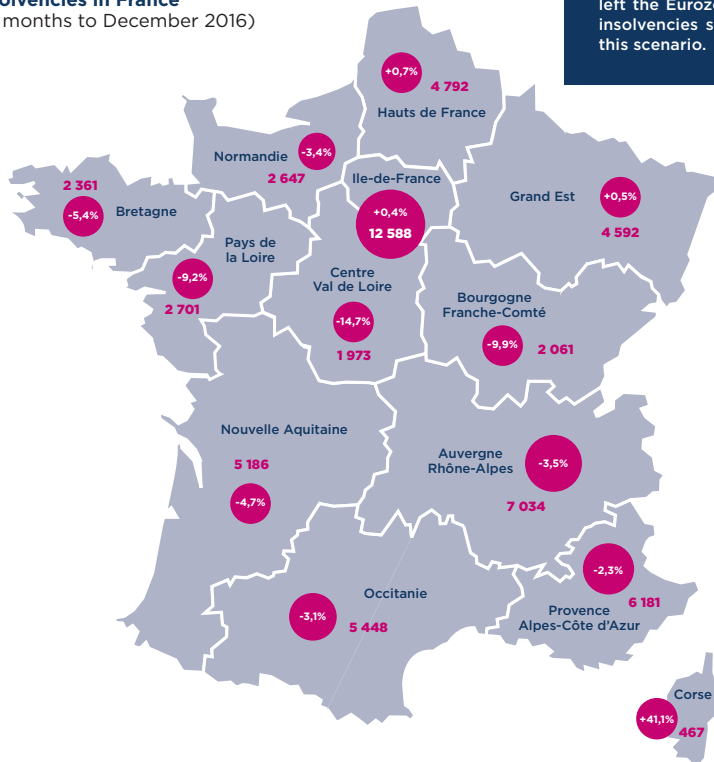 months to December 2016)
left the
insolvencies
this scenario.
+0,7%
4 792
Hauts de France
Normandie
-3,4%
2 647
Ile-de-France
+0,4%
12 588
Grand Est
+0,5%
4 592
2 361
-5,4%
Bretagne
Pays de
la Loire
-9,2%
2 701
Centre
Val de Loire
-14,7%
1 973
Bourgogne
Franche-Comté
-9,9%
2 061
Nouvelle Aquitaine
5 186
-4,7%
Auvergne
Rhône-Alpes
-3,5%
7 034
Occitanie
-3,1%
5 448
-2,3%
6 181
Provence
Alpes-Côte d'Azur
Corse
+41,1%
467